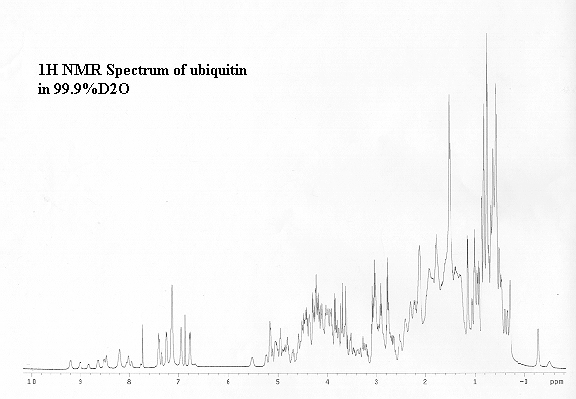 1H NMR Spectrum of ubiquitin
in 99.9%D2O
10 9 8 7 6 5 4 3 2 1 -1 ppm